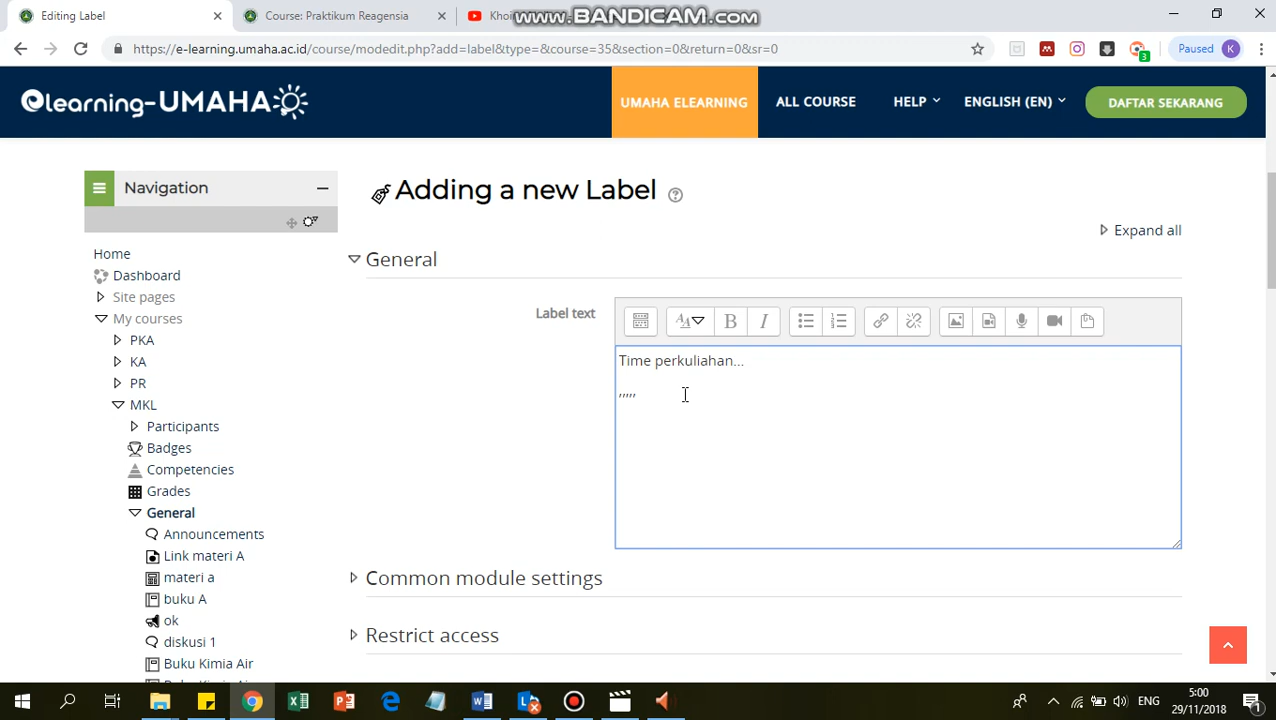 Editing Label
Course: Praktikum Reagensia
Khoi
www.BANDICAM.com
https://e-learning.umaha.ac.id/course/modedit.php?add=label&type=&course=35&section=0&return=0&sr=0
3
Paused
K
elearning-UMAHA
UMAHA ELEARNING
ALL COURSE
HELP
ENGLISH (EN)
DAFTAR SEKARANG
Navigation
Adding a new Label
Expand all
Home
Dashboard
Site pages
My courses
PKA
KA
PR
MKL
Participants
Badges
Competencies
Grades
General
Announcements
Link materi A
materi a
buku A
ok
diskusi 1
Buku Kimia Air
General
Label text
B I
Time perkuliahan...
,,,,,
Common module settings
Restrict access
ENG
5:00
29/11/2018
1